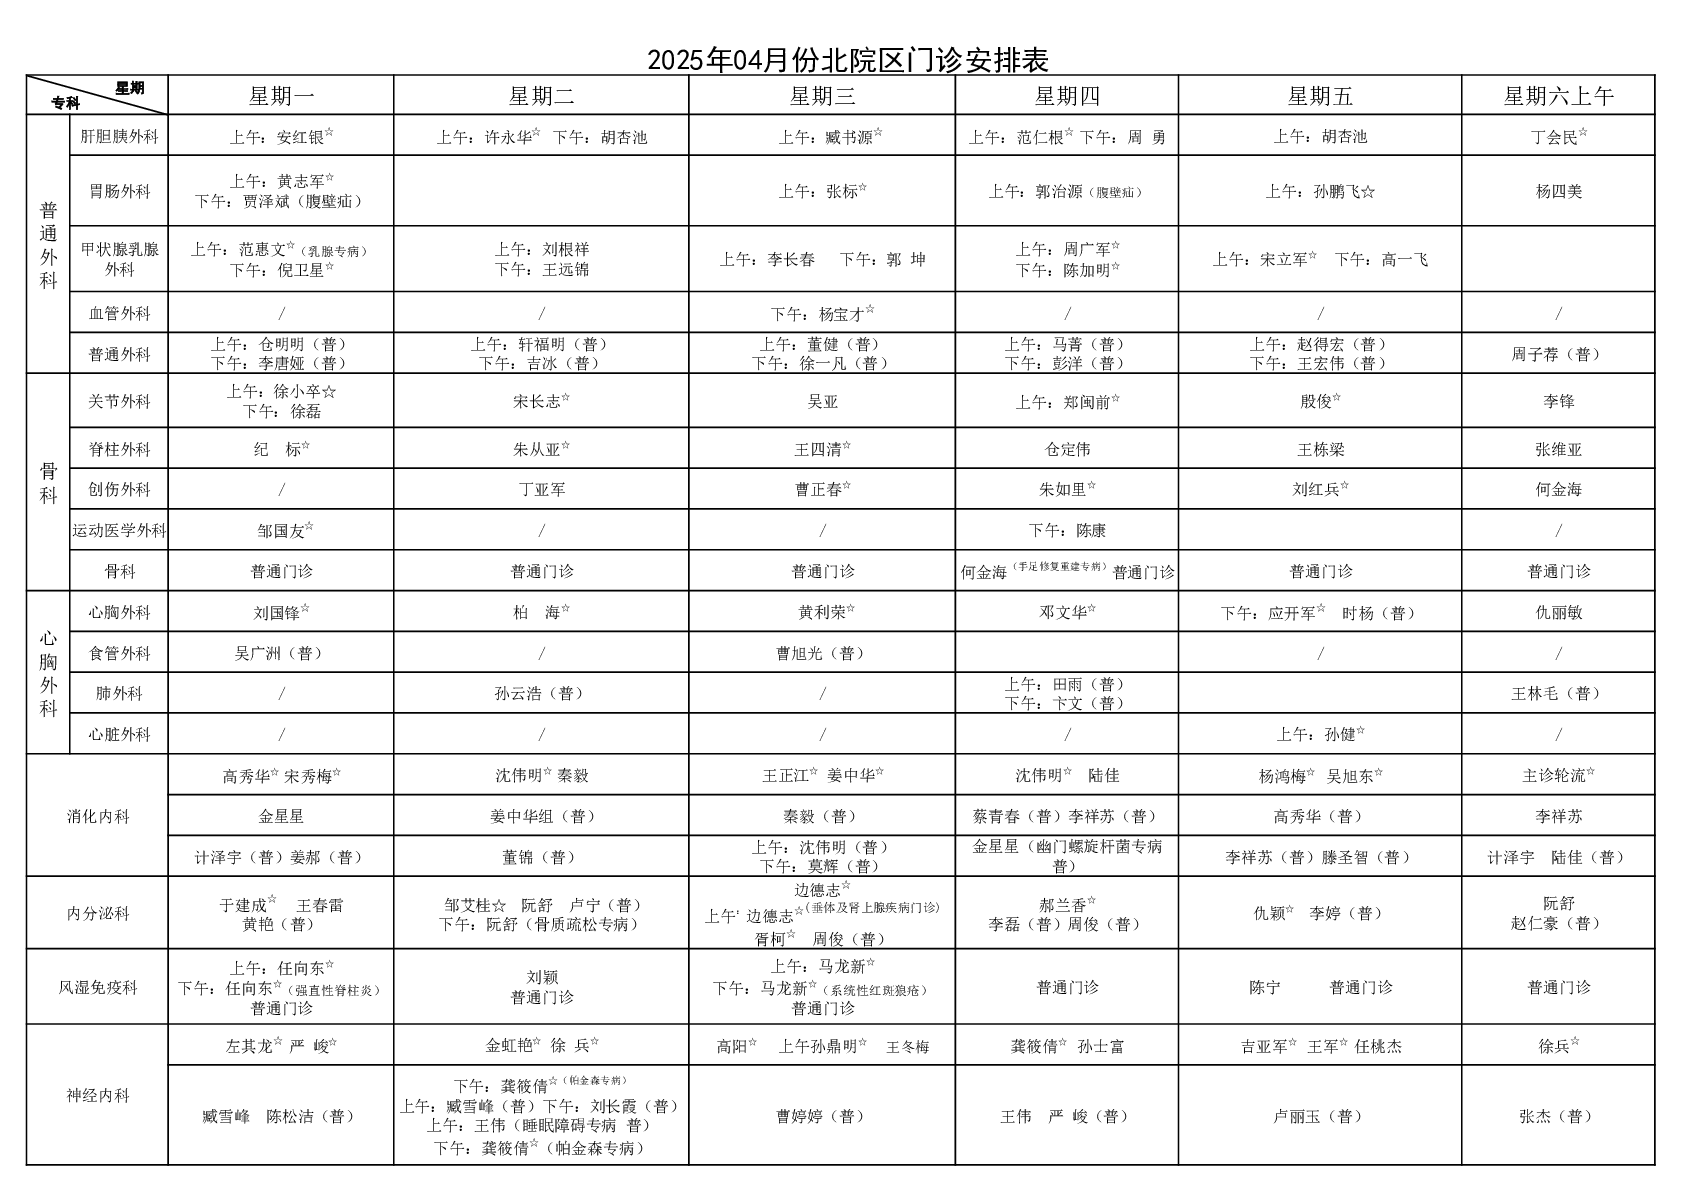 2025年04月份北院区门诊安排表
星期
专科
星期一 星期二 星期三 星期四 星期五 星期六上午
普通外科
肝胆胰外科 上午：安红银☆ 上午：许永华☆ 下午：胡杏池 上午：臧书源☆ 上午：范仁根☆ 下午：周 勇 上午：胡杏池 丁会民☆
胃肠外科
上午：黄志军☆
下午：贾泽斌（腹壁疝）
上午：张标☆ 上午：郭治源（腹壁疝） 上午：孙鹏飞☆ 杨四美
甲状腺乳腺
外科
上午：范惠文☆（乳腺专病）
下午：倪卫星☆
上午：刘根祥
下午：王远锦
上午：李长春 下午：郭 坤
上午：周广军☆
下午：陈加明☆
上午：宋立军☆ 下午：高一飞
血管外科 / / 下午：杨宝才☆ / / /
普通外科
上午：仓明明（普）
下午：李唐娅（普）
上午：轩福明（普）
下午：吉冰（普）
上午：董健（普）
下午：徐一凡（普）
上午：马菁（普）
下午：彭洋（普）
上午：赵得宏（普）
下午：王宏伟（普）
周子荐（普）
骨科
关节外科
上午：徐小卒☆
下午：徐磊
宋长志☆ 吴亚 上午：郑闽前☆ 殷俊☆ 李锋
脊柱外科 纪 标☆ 朱从亚☆ 王四清☆ 仓定伟 王栋梁 张维亚
创伤外科 / 丁亚军 曹正春☆ 朱如里☆ 刘红兵☆ 何金海
运动医学外科 邹国友☆ / / 下午：陈康 /
骨科 普通门诊 普通门诊 普通门诊 何金海（手足修复重建专病）普通门诊 普通门诊 普通门诊
心胸外科
心胸外科 刘国锋☆ 柏 海☆ 黄利荣☆ 邓文华☆ 下午：应开军☆ 时杨（普） 仇丽敏
食管外科 吴广洲（普） / 曹旭光（普） / /
肺外科 / 孙云浩（普） /
上午：田雨（普）
下午：卞文（普）
王林毛（普）
心脏外科 / / / / 上午：孙健☆ /
消化内科
高秀华☆ 宋秀梅☆ 沈伟明☆ 秦毅 王正江☆ 姜中华☆ 沈伟明☆ 陆佳 杨鸿梅☆ 吴旭东☆ 主诊轮流☆
金星星 姜中华组（普） 秦毅（普） 蔡青春（普）李祥苏（普） 高秀华（普） 李祥苏
计泽宇（普）姜郝（普） 董锦（普）
上午：沈伟明（普）
下午：莫辉（普）
金星星（幽门螺旋杆菌专病
普）
李祥苏（普）滕圣智（普） 计泽宇 陆佳（普）
内分泌科
于建成☆ 王春雷
黄艳（普）
邹艾桂☆ 阮舒 卢宁（普）
下午：阮舒（骨质疏松专病）
边德志☆
上午：边德志☆（垂体及肾上腺疾病门诊）
胥柯☆ 周俊（普）
郝兰香☆
李磊（普）周俊（普）
仇颖☆ 李婷（普）
阮舒
赵仁豪（普）
风湿免疫科
上午：任向东☆
下午：任向东☆（强直性脊柱炎）
普通门诊
刘颖
普通门诊
上午：马龙新☆
下午：马龙新☆（系统性红斑狼疮）
普通门诊
普通门诊 陈宁 普通门诊 普通门诊
神经内科
左其龙☆ 严 峻☆ 金虹艳☆ 徐 兵☆ 高阳☆ 上午孙鼎明☆ 王冬梅 龚筱倩☆ 孙士富 吉亚军☆ 王军☆ 任桃杰 徐兵☆
臧雪峰 陈松洁（普）
下午：龚筱倩☆（帕金森专病）
上午：臧雪峰（普）下午：刘长霞（普）
上午：王伟（睡眠障碍专病 普）
下午：龚筱倩☆（帕金森专病）
曹婷婷（普） 王伟 严 峻（普） 卢丽玉（普） 张杰（普）